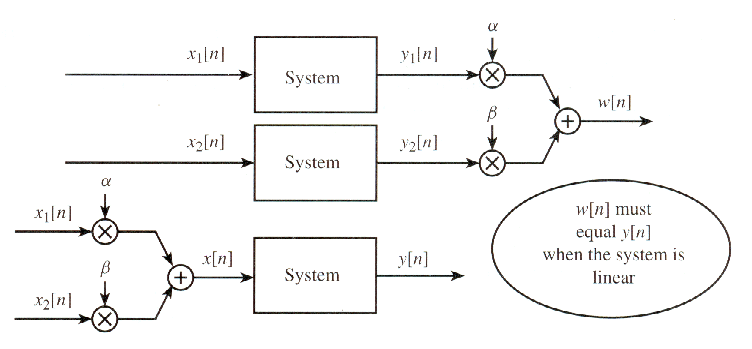 α
x₁[n] System y₁[n] ×
β
+ w[n]
x₂[n] System y₂[n] ×
α
x₁[n] ×
β
+ x[n] System y[n]
x₂[n] ×
w[n] must
equal y[n]
when the system is
linear